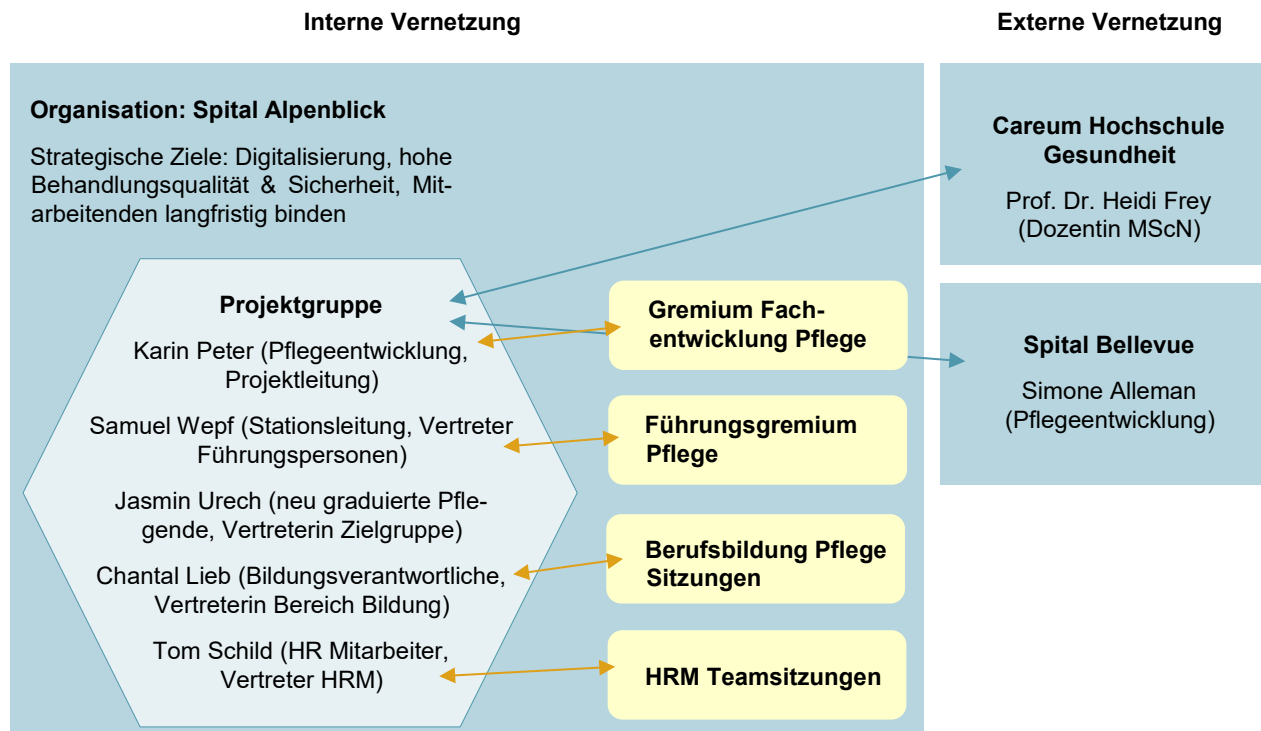 Interne Vernetzung
Externe Vernetzung
Organisation: Spital Alpenblick
Strategische Ziele: Digitalisierung, hohe
Behandlungsqualität & Sicherheit, Mit-
arbeitenden langfristig binden
Projektgruppe
Karin Peter (Pflegeentwicklung,
Projektleitung)
Samuel Wepf (Stationsleitung, Vertreter
Führungspersonen)
Jasmin Urech (neu graduierte Pfle-
gende, Vertreterin Zielgruppe)
Chantal Lieb (Bildungsverantwortliche,
Vertreterin Bereich Bildung)
Tom Schild (HR Mitarbeiter,
Vertreter HRM)
Gremium Fach-
entwicklung Pflege
Führungsgremium
Pflege
Berufsbildung Pflege
Sitzungen
HRM Teamsitzungen
Careum Hochschule
Gesundheit
Prof. Dr. Heidi Frey
(Dozentin MScN)
Spital Bellevue
Simone Alleman
(Pflegeentwicklung)